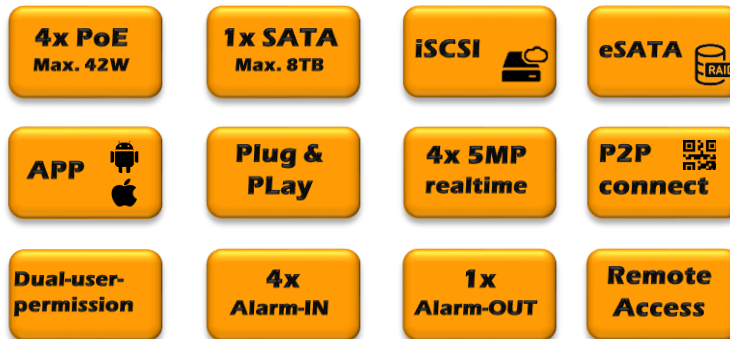 4x PoE
Max. 42W
1x SATA
Max. 8TB
iSCSI
eSATA
RAID
APP
Plug &
PLay
4x 5MP
realtime
P2P
connect
Dual-user-
permission
4x
Alarm-IN
1x
Alarm-OUT
Remote
Access